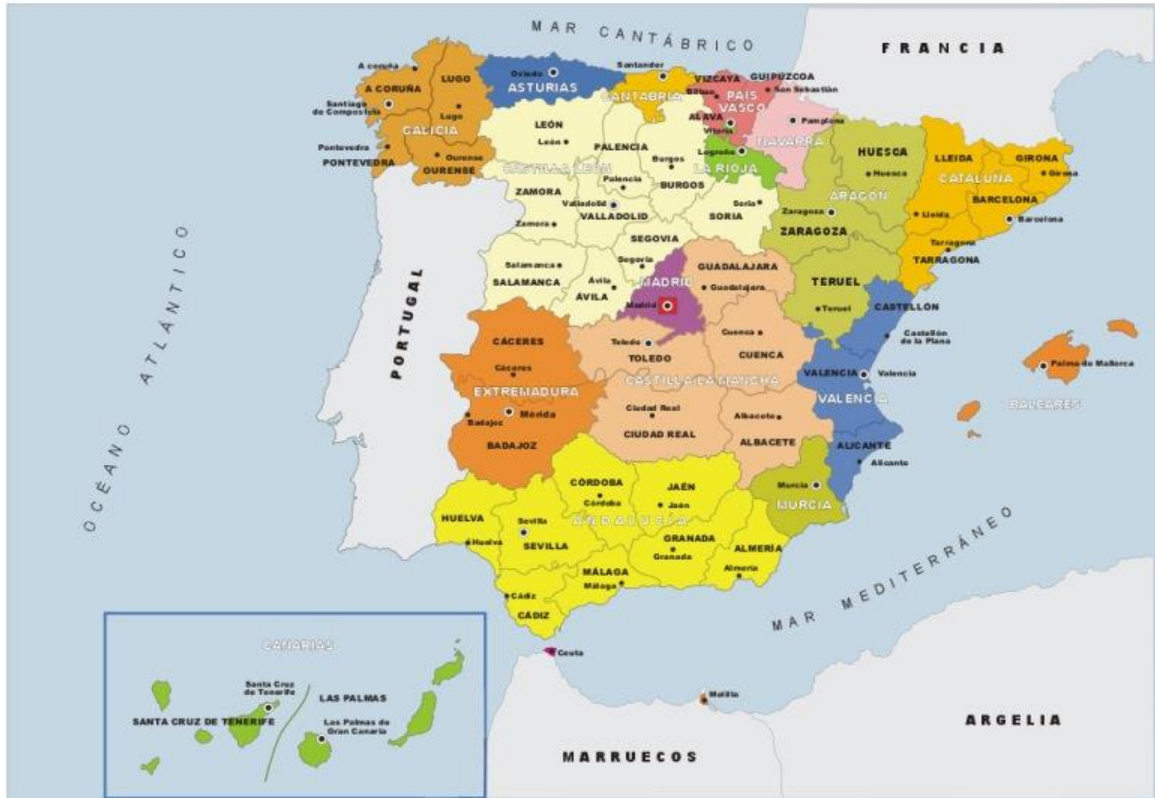 MAR CANTÁBRICO
FRANCIA
A coruña
A CORUÑA
LUGO
Lugo
Santiago
de Compostela
GALICIA
Pontevedra
PONTEVEDRA
Ourense
OURENSE
Oviedo
ASTURIAS
Santander
CANTABRIA
VIZCAYA
Bilbao
GUIPÚZCOA
San Sebastián
PAÍS
VASCO
ALAVA
Vitoria
Pamplona
NAVARRA
Logroño
LA RIOJA
LEÓN
León
PALENCIA
Palencia
Burgos
BURGOS
CASTILLA LEÓN
ZAMORA
Zamora
Valladolid
VALLADOLID
Soria
SORIA
SEGOVIA
Segovia
Salamanca
SALAMANCA
Ávila
ÁVILA
HUESCA
Huesca
ARAGÓN
Zaragoza
ZARAGOZA
TERUEL
Teruel
LLEIDA
Lleida
GIRONA
Girona
CATALUÑA
BARCELONA
Barcelona
Tarragona
TARRAGONA
MADRID
Madrid
GUADALAJARA
Guadalajara
Cuenca
CUENCA
Toledo
TOLEDO
CASTILLA LA MANCHA
Ciudad Real
CIUDAD REAL
Albacete
ALBACETE
CÁCERES
Cáceres
EXTREMADURA
Badajoz
Mérida
BADAJOZ
CASTELLÓN
Castellón
de la Plana
VALENCIA
Valencia
VALENCIA
ALICANTE
Alicante
Murcia
MURCIA
Palma de Mallorca
BALEARES
CÓRDOBA
Córdoba
JAÉN
Jaén
ANDALUCÍA
HUELVA
Huelva
Sevilla
SEVILLA
GRANADA
Granada
ALMERÍA
Almería
MÁLAGA
Málaga
Cádiz
CÁDIZ
PORTUGAL
OCÉANO ATLÁNTICO
MAR MEDITERRÁNEO
Ceuta
Melilla
MARRUECOS
ARGELIA
CANARIAS
Santa Cruz
de Tenerife
SANTA CRUZ DE TENERIFE
LAS PALMAS
Las Palmas de
Gran Canaria